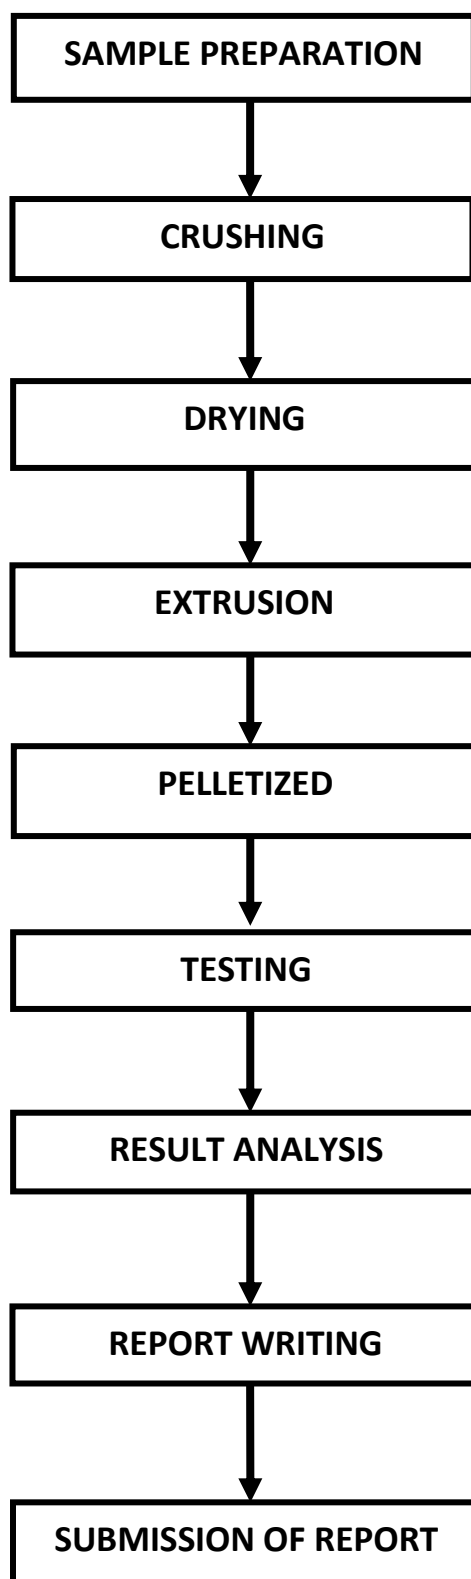 SAMPLE PREPARATION
CRUSHING
DRYING
EXTRUSION
PELLETIZED
TESTING
RESULT ANALYSIS
REPORT WRITING
SUBMISSION OF REPORT